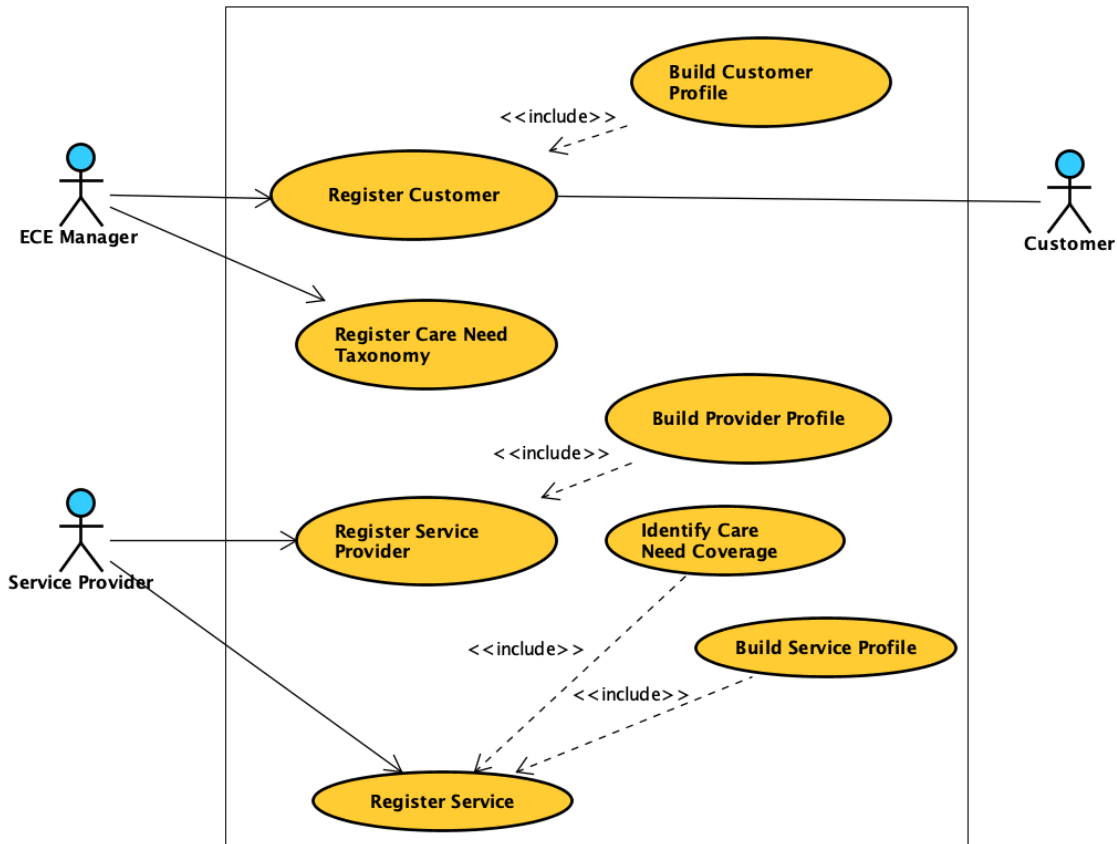 Build Customer
Profile
<<include>>
Register Customer
ECE Manager
Customer
Register Care Need
Taxonomy
Build Provider Profile
<<include>>
Register Service
Provider
Identify Care
Need Coverage
Service Provider
<<include>>
Build Service Profile
<<include>>
Register Service